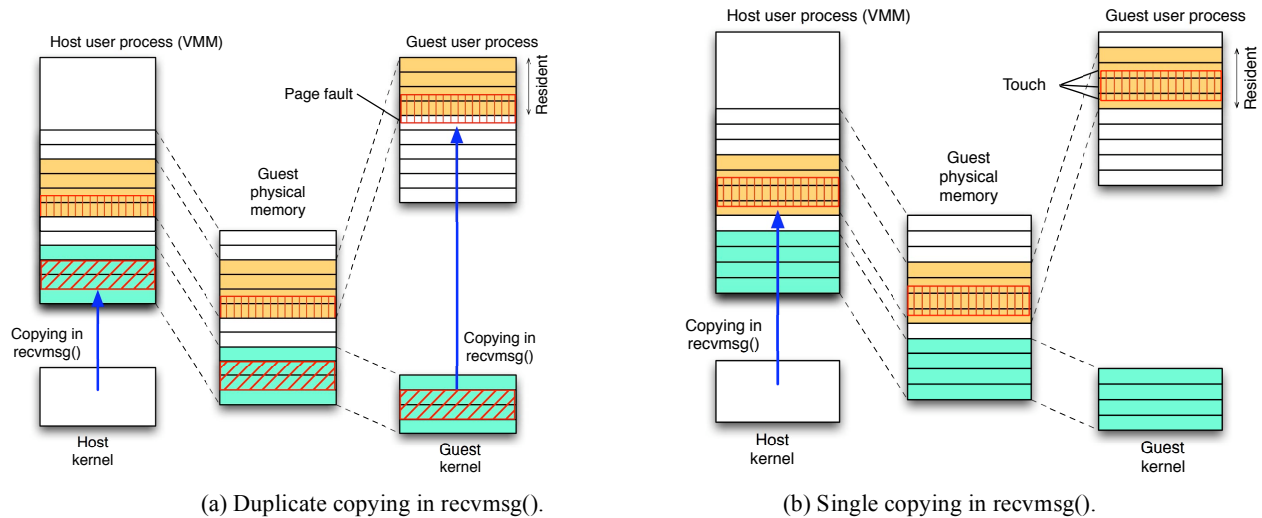 Host user process (VMM)
Guest user process
Page fault
Resident
Guest
physical
memory
Copying in
recvmsg()
Copying in
recvmsg()
Host
kernel
Guest
kernel
(a) Duplicate copying in recvmsg().
Host user process (VMM)
Guest user process
Touch
Resident
Guest
physical
memory
Copying in
recvmsg()
Host
kernel
Guest
kernel
(b) Single copying in recvmsg().